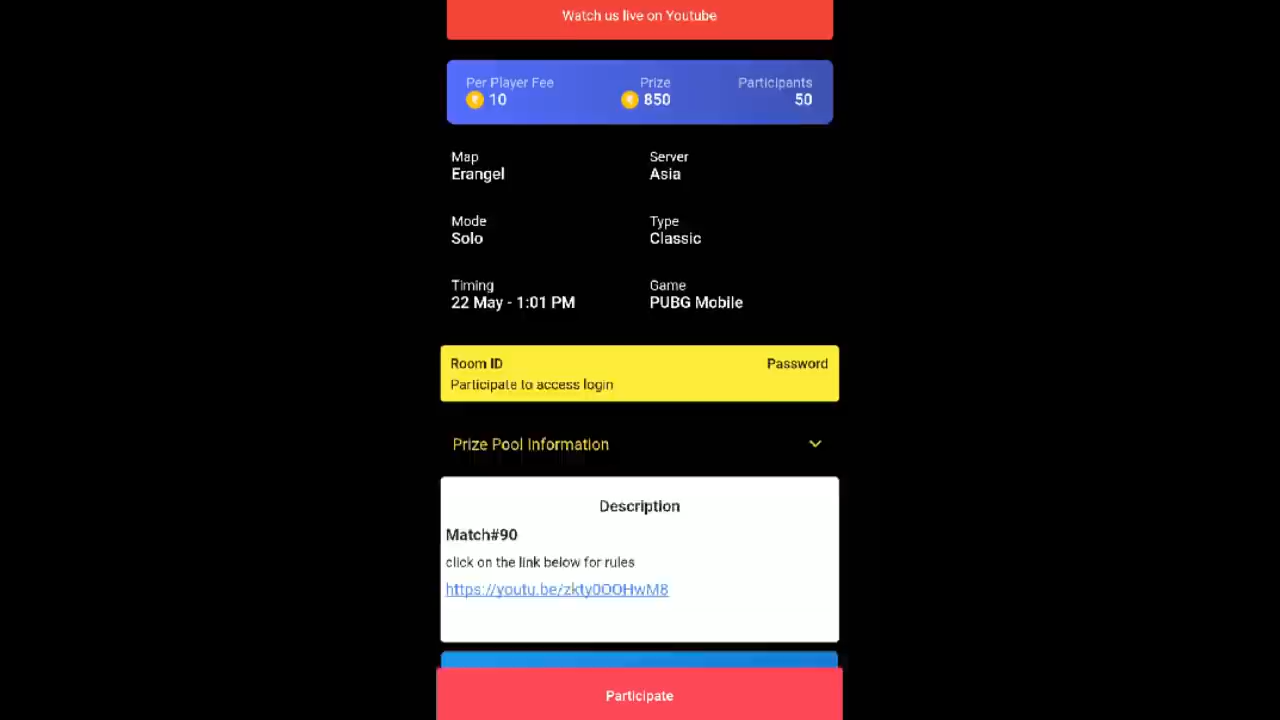 Watch us live on Youtube
Per Player Fee Prize Participants
10 850 50
Map Server
Erangel Asia
Mode Type
Solo Classic
Timing Game
22 May - 1:01 PM PUBG Mobile
Room ID Password
Participate to access login
Prize Pool Information
Description
Match#90
click on the link below for rules
https://youtu.be/zkty0OOHwM8
Participate